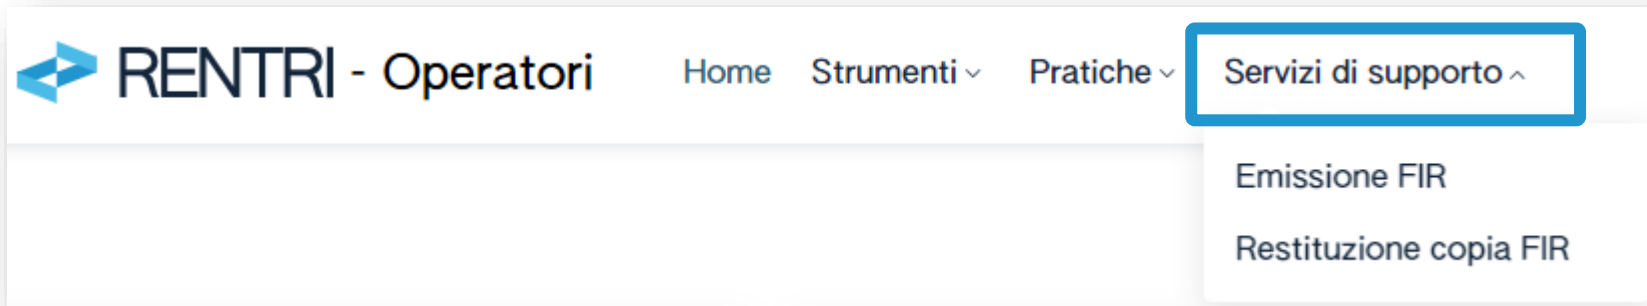 RENTRI - Operatori Home Strumenti Pratiche Servizi di supporto
Emissione FIR
Restituzione copia FIR